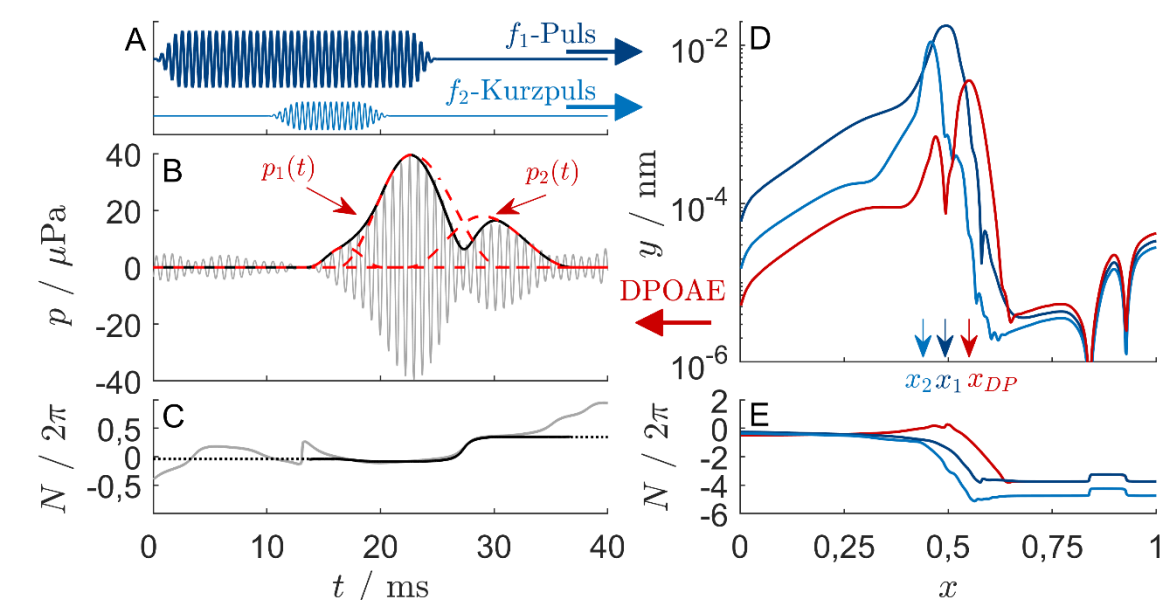 A
f₁-Puls
f₂-Kurzpuls
B
p₁(t)
p₂(t)
40
20
0
-20
-40
p / μPa
C
0,5
0
-0,5
N / 2π
0
10
20
30
40
t / ms
DPOAE
D
10⁻²
10⁻⁴
10⁻⁶
y / nm
x₂ x₁ x_DP
E
2
0
-2
-4
-6
N / 2π
0
0,25
0,5
0,75
1
x